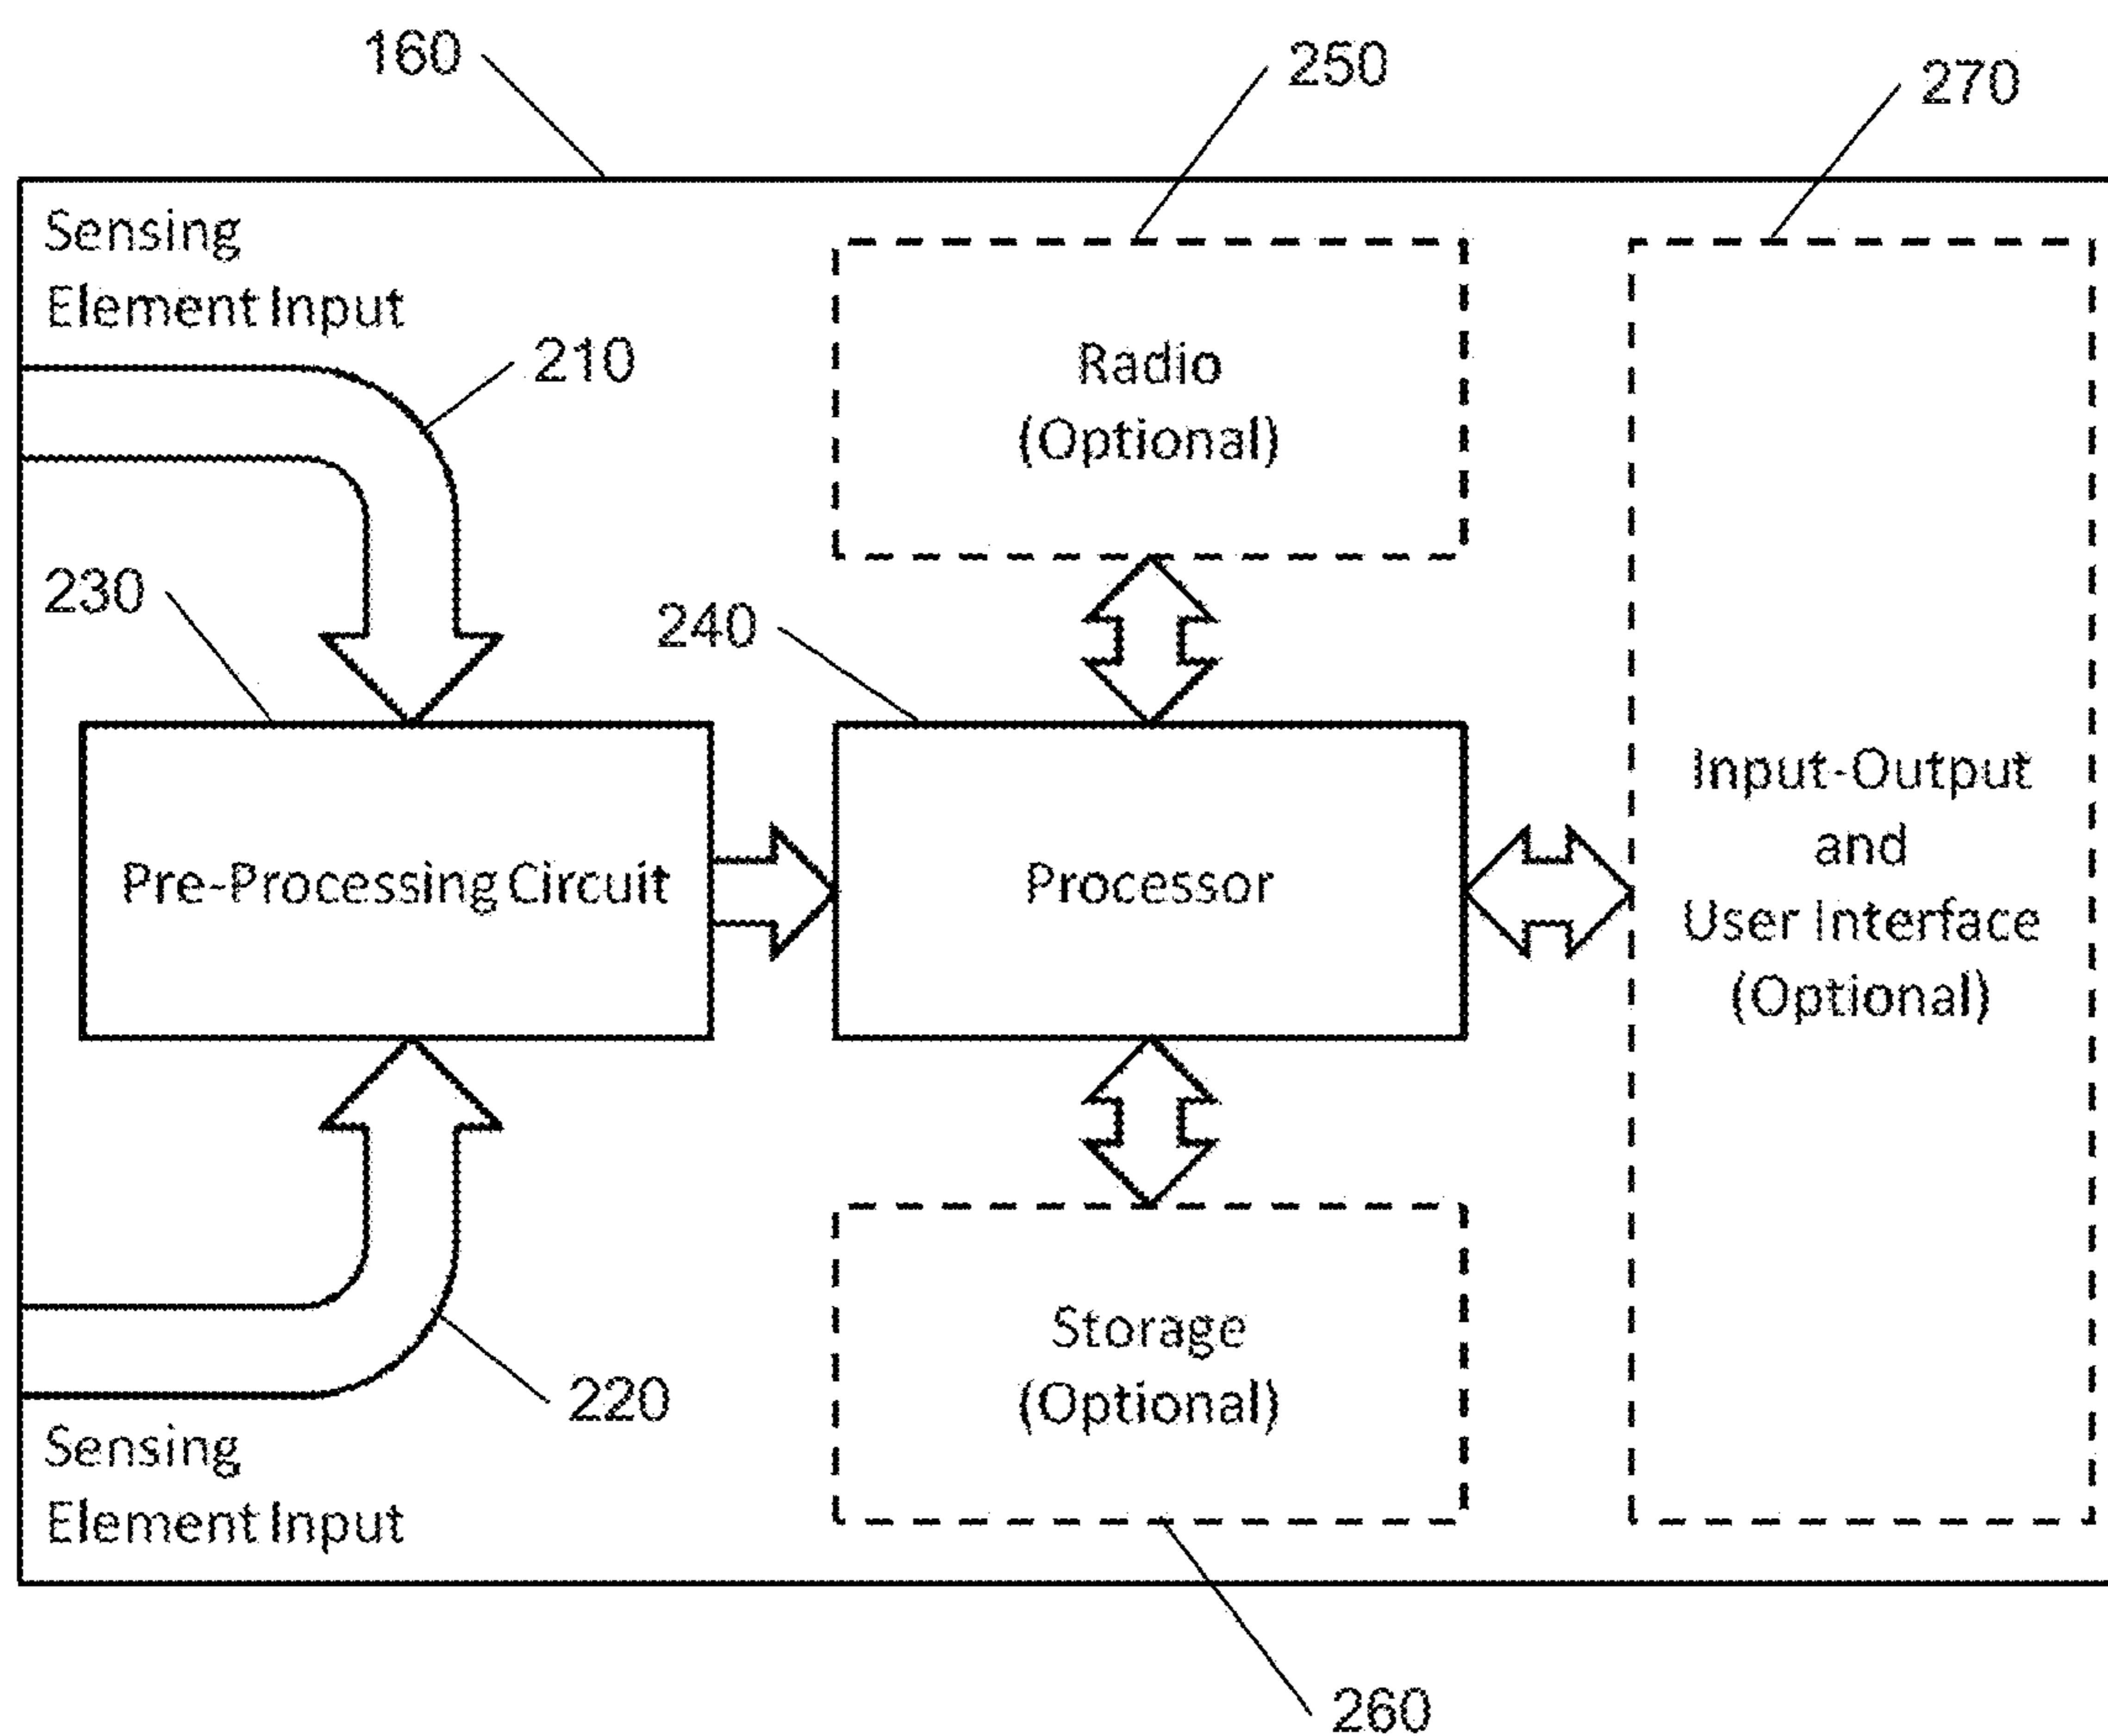 160
250
270
Sensing
Element Input
210
Radio
(Optional)
230
240
Pre-Processing Circuit
Processor
Input-Output
and
User Interface
(Optional)
Storage
(Optional)
220
Sensing
Element Input
260